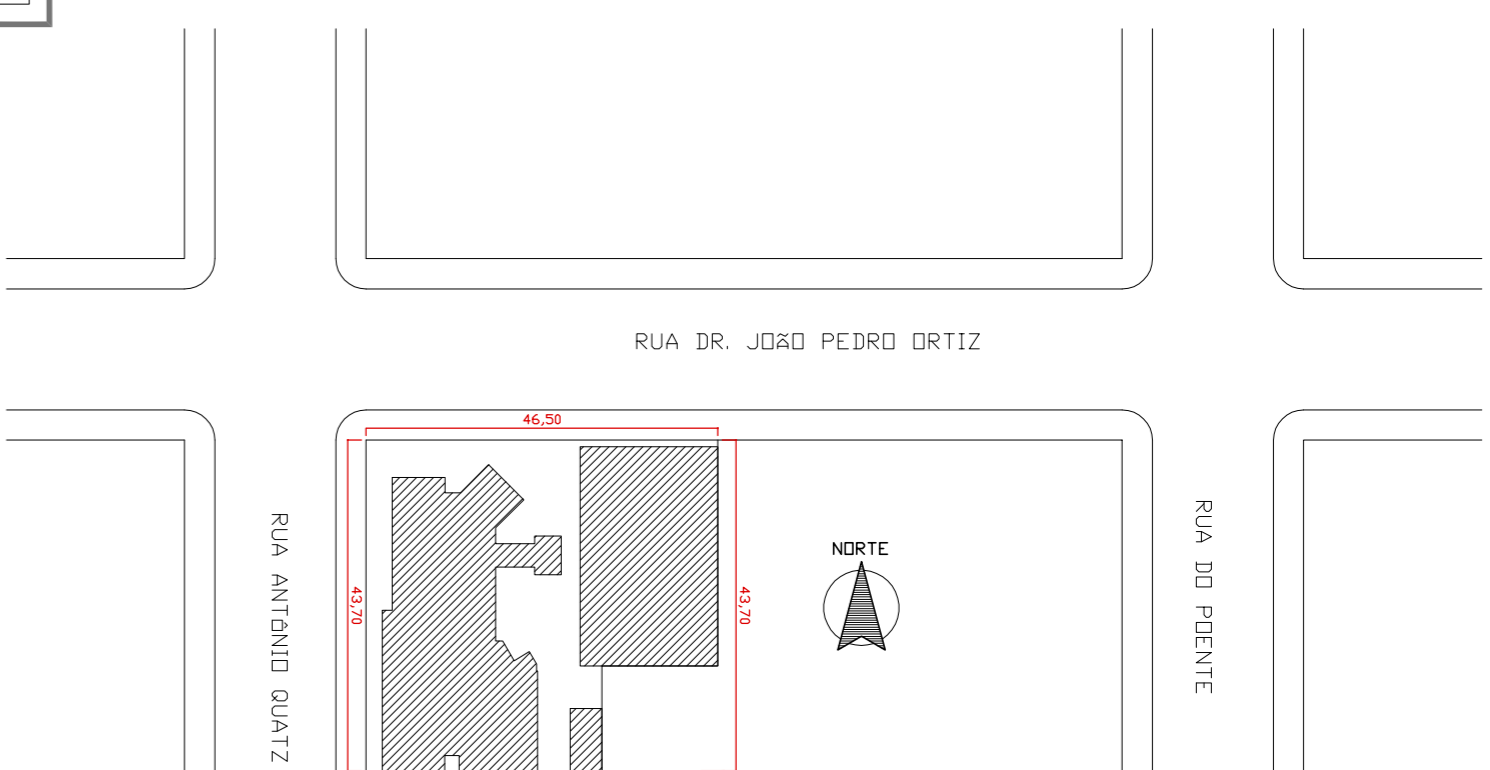 RUA DR. JOÃO PEDRO ORTIZ
46,50
RUA ANTÔNIO QUATZ
43,70
43,70
NORTE
RUA DO POENTE